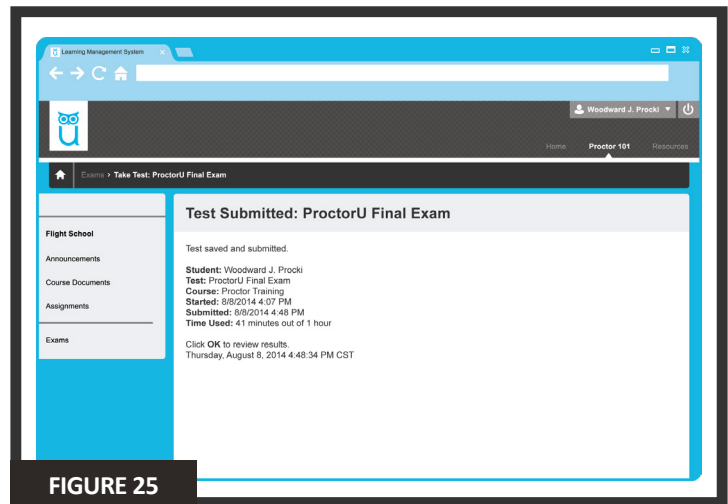 Learning Management System
Woodward J. Procki
Home Proctor 101 Resources
Exams › Take Test: ProctorU Final Exam
Test Submitted: ProctorU Final Exam
Flight School
Announcements
Course Documents
Assignments
Exams
Test saved and submitted.
Student: Woodward J. Procki
Test: ProctorU Final Exam
Course: Proctor Training
Started: 8/8/2014 4:07 PM
Submitted: 8/8/2014 4:48 PM
Time Used: 41 minutes out of 1 hour
Click OK to review results.
Thursday, August 8, 2014 4:48:34 PM CST
FIGURE 25